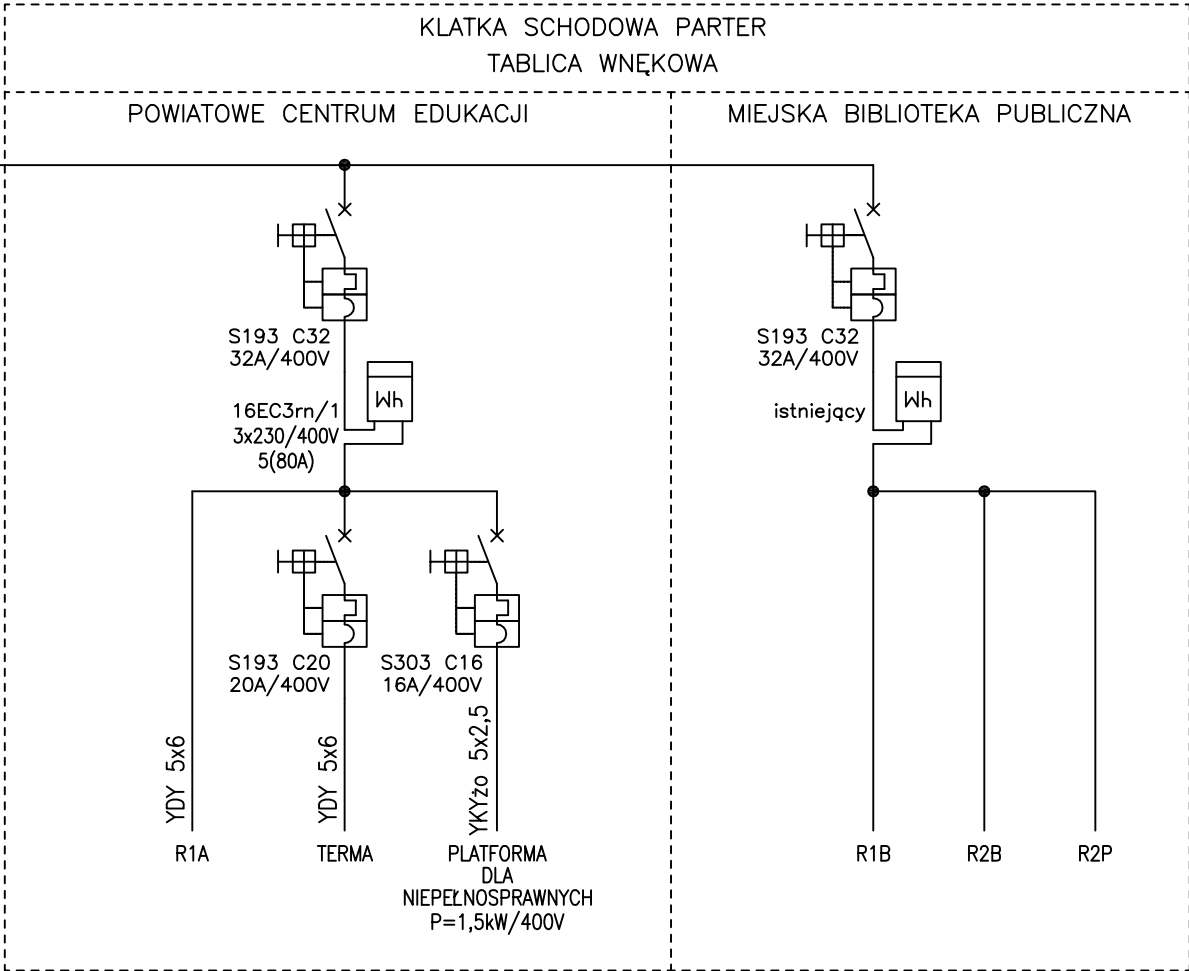 KLATKA SCHODOWA PARTER
TABLICA WNĘKOWA
POWIATOWE CENTRUM EDUKACJI
MIEJSKA BIBLIOTEKA PUBLICZNA
S193 C32
32A/400V
Wh
16EC3rn/1
3x230/400V
5(80A)
S193 C20
20A/400V
S303 C16
16A/400V
YDY 5x6
YDY 5x6
YKYżo 5x2,5
R1A
TERMA
PLATFORMA
DLA
NIEPEŁNOSPRAWNYCH
P=1,5kW/400V
S193 C32
32A/400V
Wh
istniejący
R1B
R2B
R2P